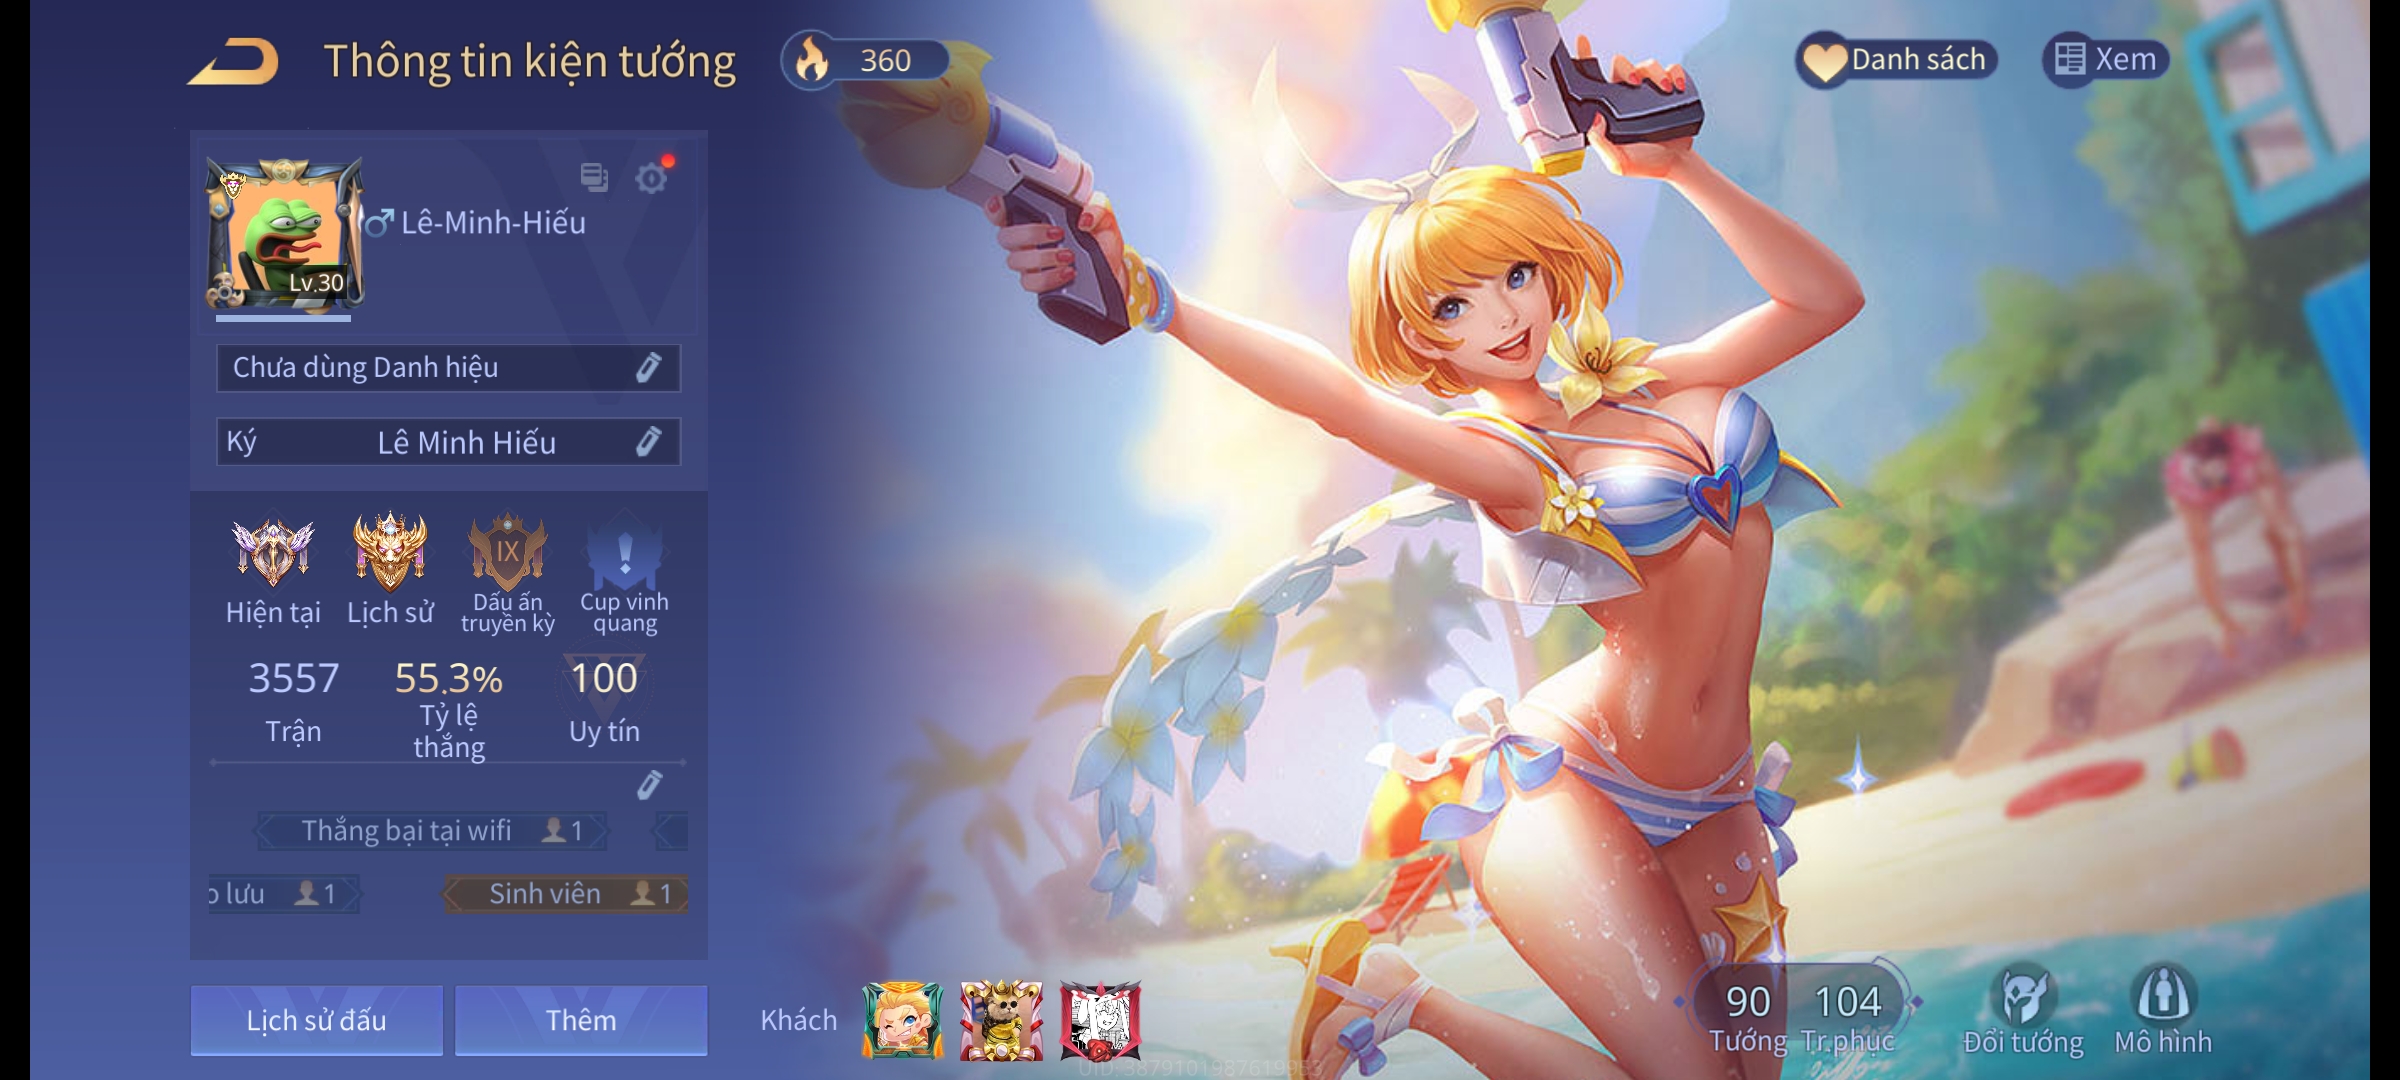 Thông tin kiện tướng
360
Danh sách
Xem
Lê-Minh-Hiếu
Lv.30
Chưa dùng Danh hiệu
Ký Lê Minh Hiếu
IX
Hiện tại
Lịch sử
Dấu ấn
truyền kỳ
Cup vinh
quang
3557
Trận
55.3%
Tỷ lệ
thắng
100
Uy tín
Thắng bại tại wifi 1
lưu 1
Sinh viên 1
Lịch sử đấu
Thêm
Khách
90
Tướng
104
Tr.phục
Đổi tướng
Mô hình